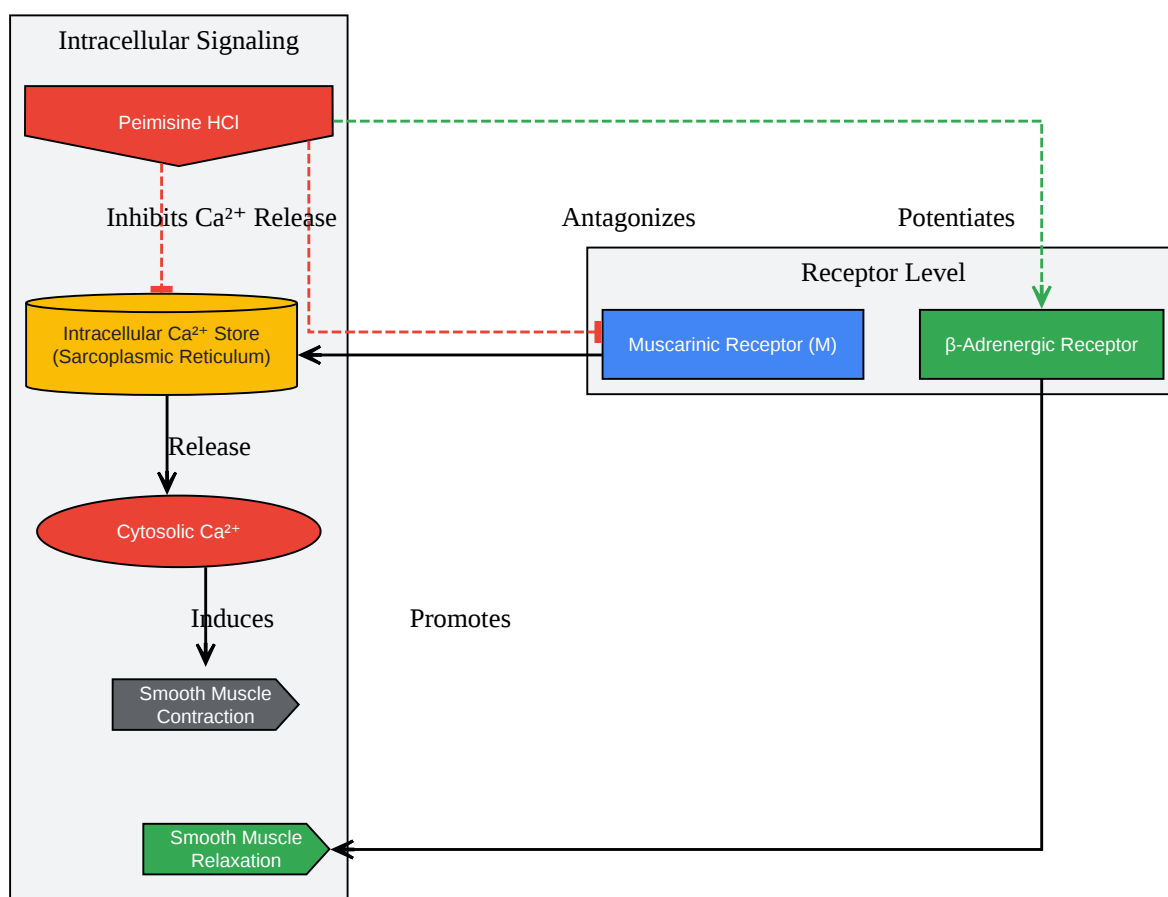 Intracellular Signaling
Peimisine HCl
Inhibits Ca²⁺ Release
Antagonizes
Potentiates
Receptor Level
Intracellular Ca²⁺ Store
(Sarcoplasmic Reticulum)
Muscarinic Receptor (M)
β-Adrenergic Receptor
Release
Cytosolic Ca²⁺
Induces
Promotes
Smooth Muscle
Contraction
Smooth Muscle
Relaxation